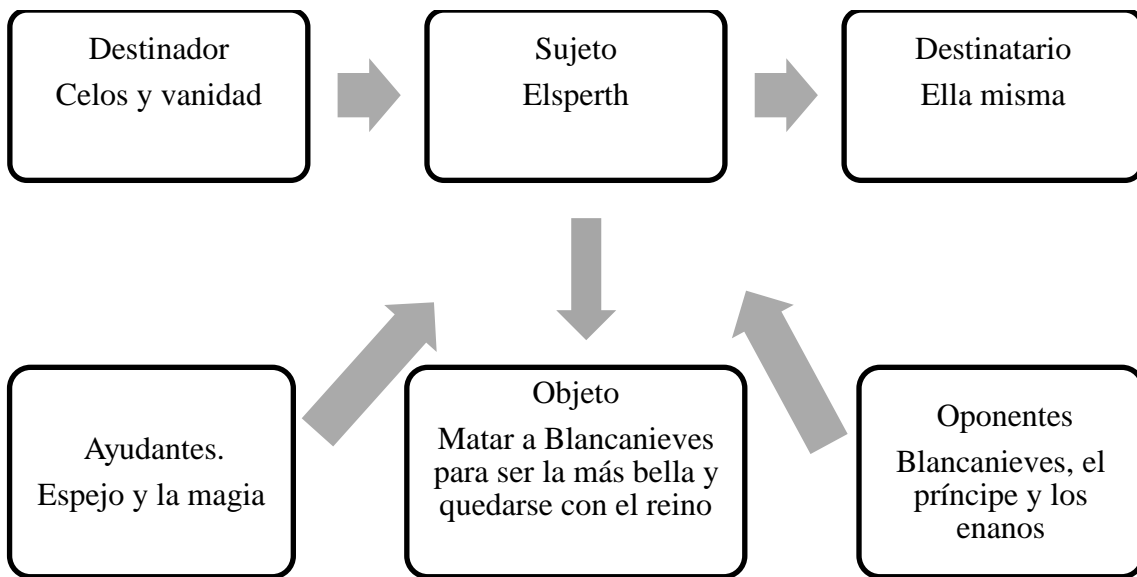 Destinador
Celos y vanidad
Sujeto
Elsperth
Destinatario
Ella misma
Ayudantes.
Espejo y la magia
Objeto
Matar a Blancanieves
para ser la más bella y
quedarse con el reino
Oponentes
Blancanieves, el
príncipe y los
enanos